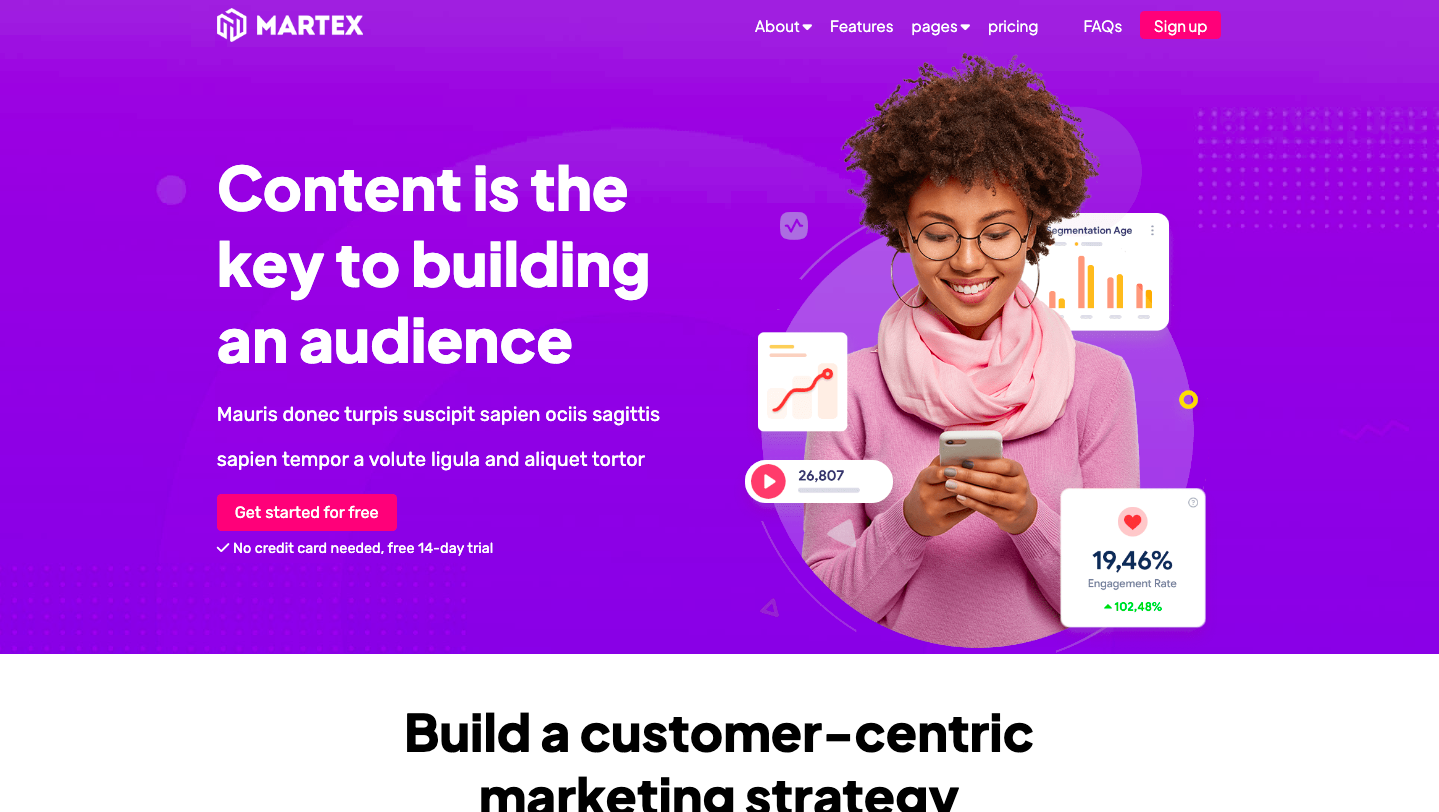 MARTEX
About
Features
pages
pricing
FAQs
Sign up
Content is the
key to building
an audience
Mauris donec turpis suscipit sapien ociis sagittis
sapien tempor a volute ligula and aliquet tortor
Get started for free
No credit card needed, free 14-day trial
egmentation Age
26,807
19,46%
Engagement Rate
102,48%
Build a customer-centric
marketing strategy